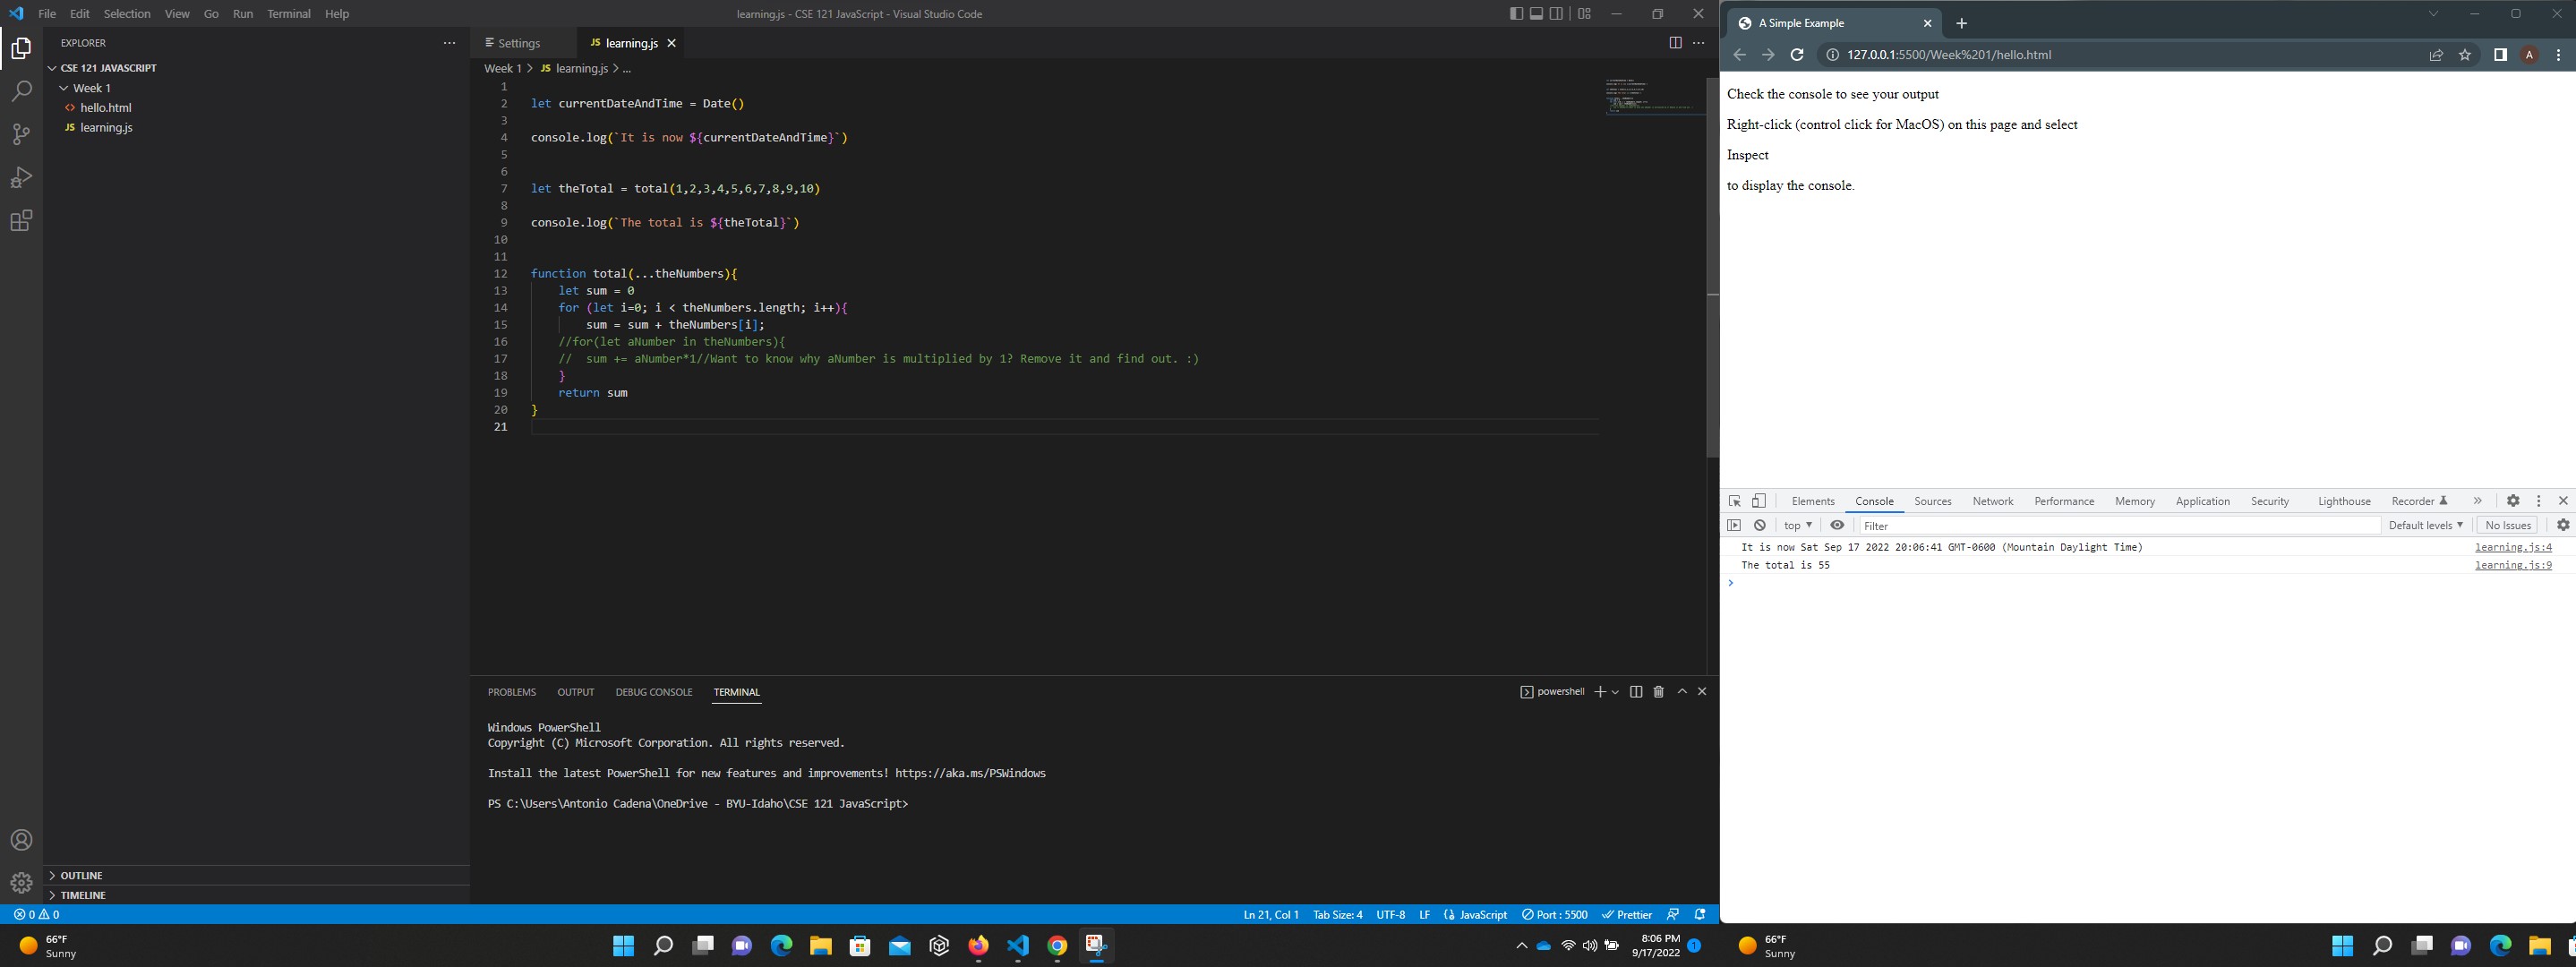 File Edit Selection View Go Run Terminal Help
learning.js - CSE 121 JavaScript - Visual Studio Code
EXPLORER
CSE 121 JAVASCRIPT
Week 1
hello.html
JS learning.js
OUTLINE
TIMELINE
Settings
JS learning.js
Week 1 > JS learning.js > ...
1
2 let currentDateAndTime = Date()
3
4 console.log(`It is now ${currentDateAndTime}`)
5
6
7 let theTotal = total(1,2,3,4,5,6,7,8,9,10)
8
9 console.log(`The total is ${theTotal}`)
10
11
12 function total(...theNumbers){
13 let sum = 0
14 for (let i=0; i < theNumbers.length; i++){
15 sum = sum + theNumbers[i];
16 //for(let aNumber in theNumbers){
17 //  sum += aNumber*1//Want to know why aNumber is multiplied by 1? Remove it and find out. :)
18 }
19 return sum
20 }
21
PROBLEMS OUTPUT DEBUG CONSOLE TERMINAL
powershell
Windows PowerShell
Copyright (C) Microsoft Corporation. All rights reserved.
Install the latest PowerShell for new features and improvements! https://aka.ms/PSWindows
PS C:\Users\Antonio Cadena\OneDrive - BYU-Idaho\CSE 121 JavaScript>
0 0
Ln 21, Col 1 Tab Size: 4 UTF-8 LF JavaScript Port : 5500 Prettier
66°F
Sunny
8:06 PM
9/17/2022
1
A Simple Example
127.0.0.1:5500/Week%201/hello.html
A
Check the console to see your output
Right-click (control click for MacOS) on this page and select
Inspect
to display the console.
Elements Console Sources Network Performance Memory Application Security Lighthouse Recorder
top Filter Default levels No Issues
It is now Sat Sep 17 2022 20:06:41 GMT-0600 (Mountain Daylight Time) learning.js:4
The total is 55 learning.js:9
66°F
Sunny